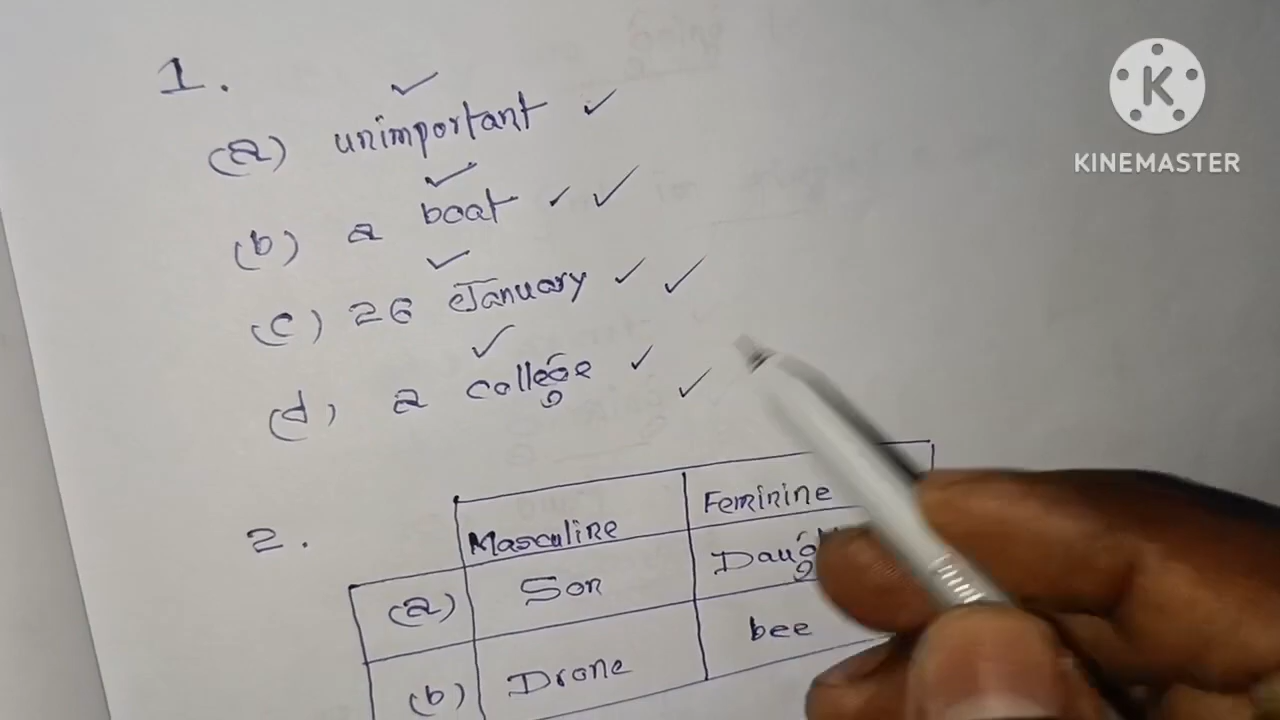 1.
(a) unimportant
(b) a boat
(c) 26 January
(d) a college
2.
Masculine Feminine
(a) Son
(b) Drone bee
K
KINEMASTER